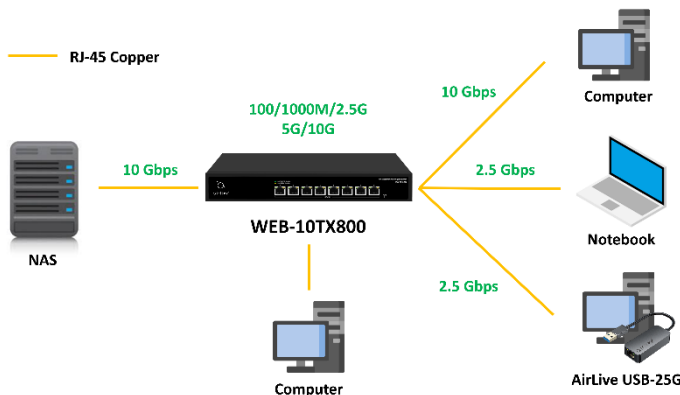 RJ-45 Copper
100/1000M/2.5G
5G/10G
10 Gbps
10 Gbps
Computer
2.5 Gbps
NAS
WEB-10TX800
Notebook
2.5 Gbps
Computer
AirLive USB-25G